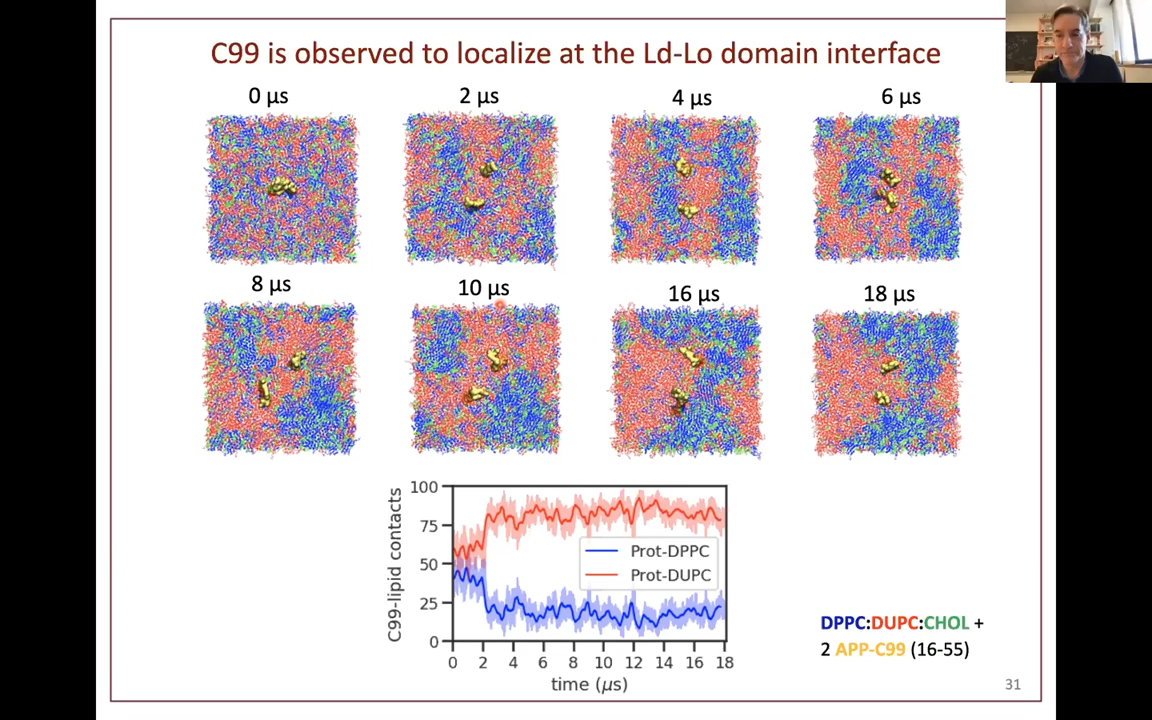 C99 is observed to localize at the Ld-Lo domain interface
0 µs
2 µs
4 µs
6 µs
8 µs
10 µs
16 µs
18 µs
C99-lipid contacts
100
75
50
25
0
Prot-DPPC
Prot-DUPC
0 2 4 6 8 10 12 14 16 18
time (µs)
DPPC:DUPC:CHOL +
2 APP-C99 (16-55)
31